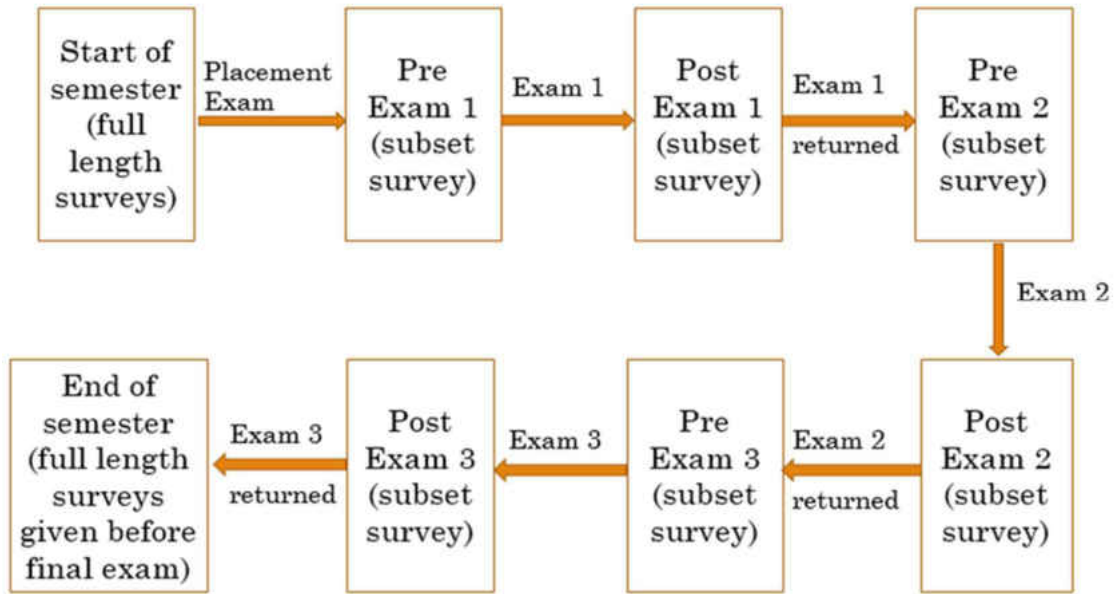 Start of
semester
(full
length
surveys)
Placement
Exam
Pre
Exam 1
(subset
survey)
Exam 1
Post
Exam 1
(subset
survey)
Exam 1
returned
Pre
Exam 2
(subset
survey)
Exam 2
Post
Exam 2
(subset
survey)
Exam 2
returned
Pre
Exam 3
(subset
survey)
Exam 3
Post
Exam 3
(subset
survey)
Exam 3
returned
End of
semester
(full length
surveys
given before
final exam)